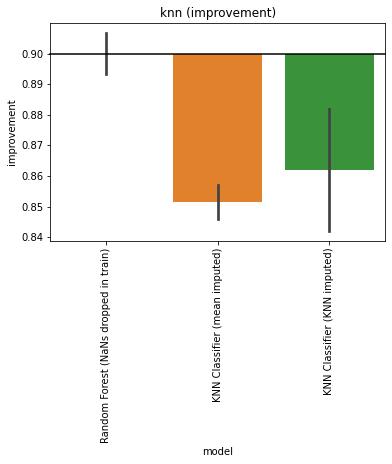 knn (improvement)
improvement
0.90
0.89
0.88
0.87
0.86
0.85
0.84
Random Forest (NaNs dropped in train)
KNN Classifier (mean imputed)
KNN Classifier (KNN imputed)
model